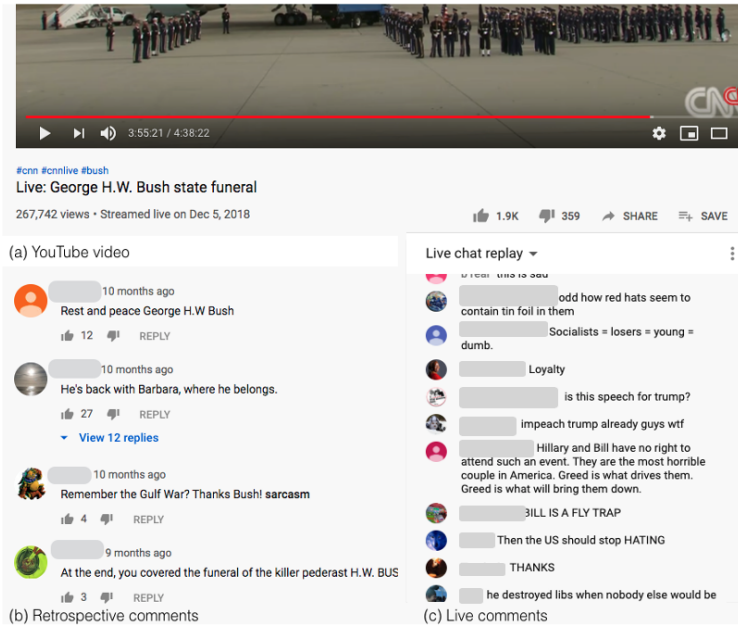 CNN
3:55:21 / 4:38:22
#cnn #cnnlive #bush
Live: George H.W. Bush state funeral
267,742 views • Streamed live on Dec 5, 2018
1.9K 359 SHARE SAVE
(a) YouTube video
10 months ago
Rest and peace George H.W Bush
12 REPLY
10 months ago
He's back with Barbara, where he belongs.
27 REPLY
View 12 replies
10 months ago
Remember the Gulf War? Thanks Bush! sarcasm
4 REPLY
9 months ago
At the end, you covered the funeral of the killer pederast H.W. BUS
3 REPLY
(b) Retrospective comments
Live chat replay
this is sad
odd how red hats seem to
contain tin foil in them
Socialists = losers = young =
dumb.
Loyalty
is this speech for trump?
impeach trump already guys wtf
Hillary and Bill have no right to
attend such an event. They are the most horrible
couple in America. Greed is what drives them.
Greed is what will bring them down.
BILL IS A FLY TRAP
Then the US should stop HATING
THANKS
he destroyed libs when nobody else would be
(c) Live comments